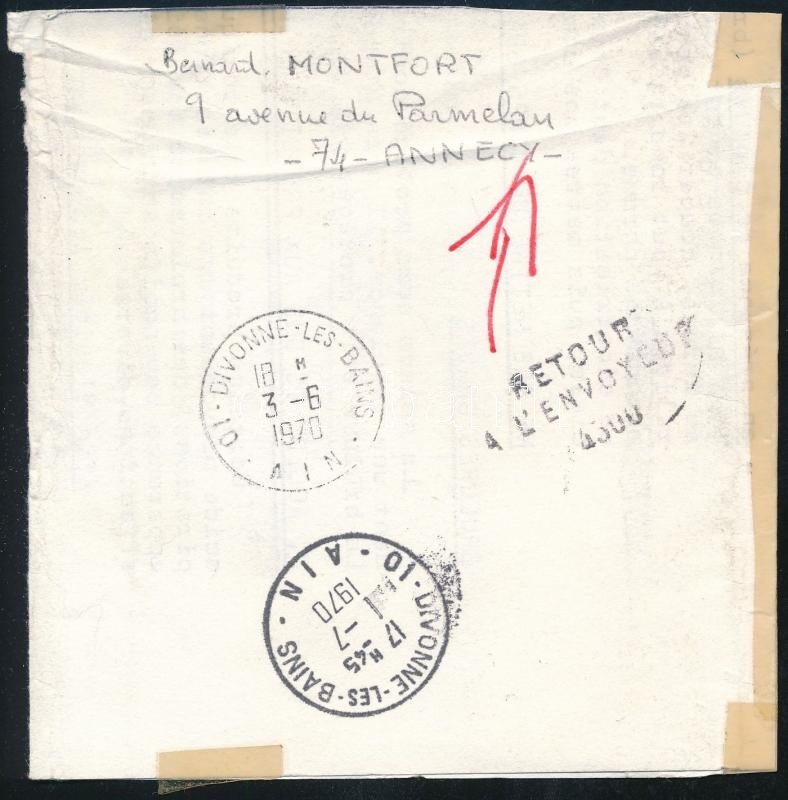 Bernard. MONTFORT
9 avenue du Parmelan
- 74 - ANNECY -
RETOUR
A L'ENVOYEUR
4300
01 - DIVONNE-LES-BAINS
18 H
3 -6
1970
AIN
01 - DIVONNE-LES-BAINS
17 H 45
-7
1970
AIN